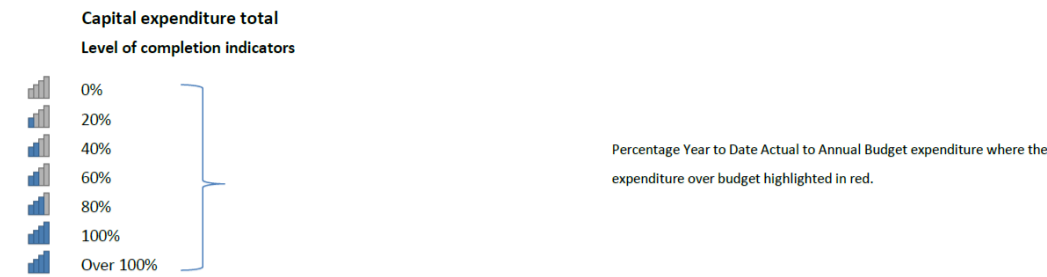 Capital expenditure total
Level of completion indicators
0%
20%
40%
60%
80%
100%
Over 100%
Percentage Year to Date Actual to Annual Budget expenditure where the
expenditure over budget highlighted in red.